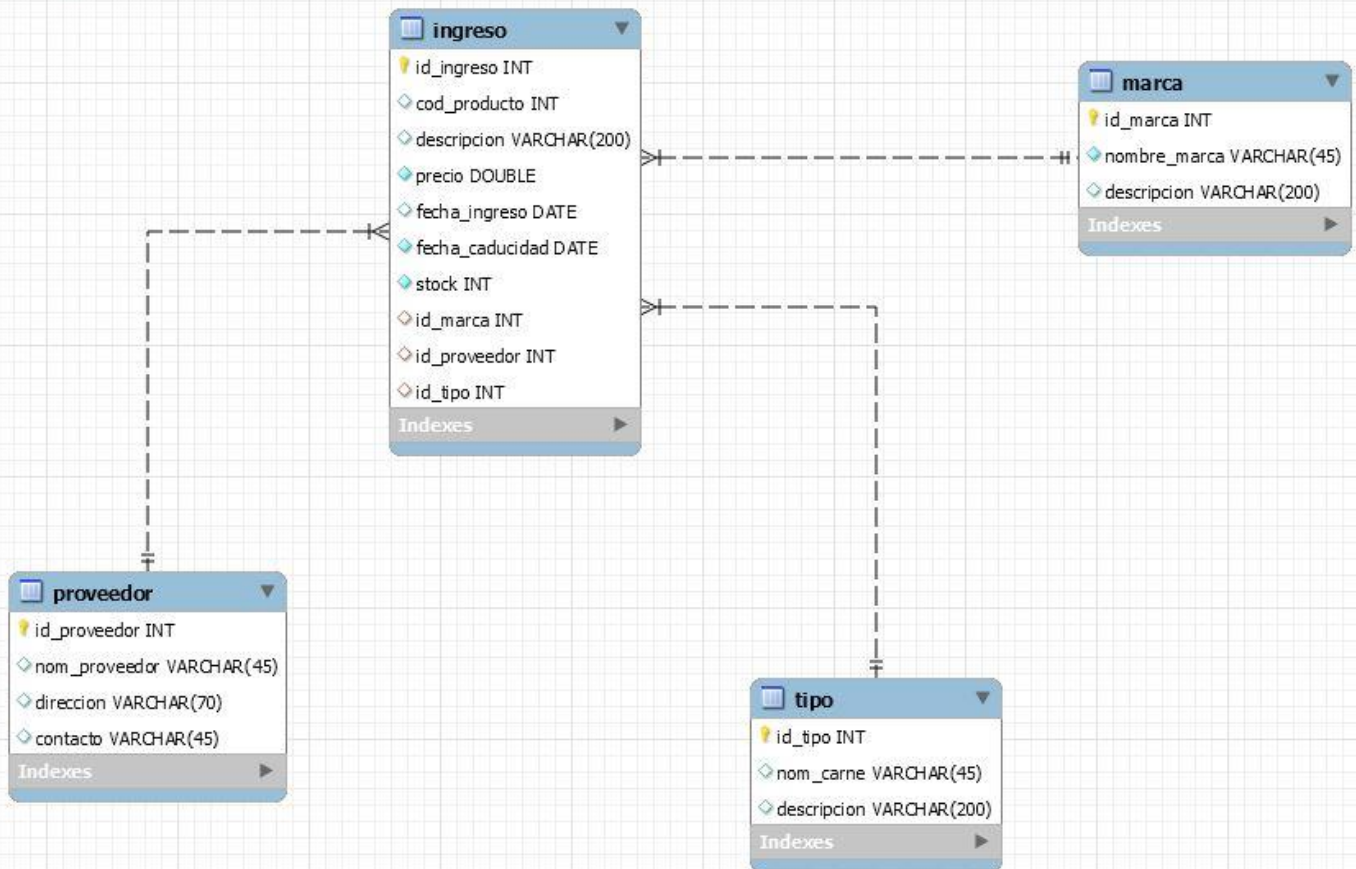 ingreso
id_ingreso INT
cod_producto INT
descripcion VARCHAR(200)
precio DOUBLE
fecha_ingreso DATE
fecha_caducidad DATE
stock INT
id_marca INT
id_proveedor INT
id_tipo INT
Indexes
marca
id_marca INT
nombre_marca VARCHAR(45)
descripcion VARCHAR(200)
Indexes
proveedor
id_proveedor INT
nom_proveedor VARCHAR(45)
direccion VARCHAR(70)
contacto VARCHAR(45)
Indexes
tipo
id_tipo INT
nom_carne VARCHAR(45)
descripcion VARCHAR(200)
Indexes